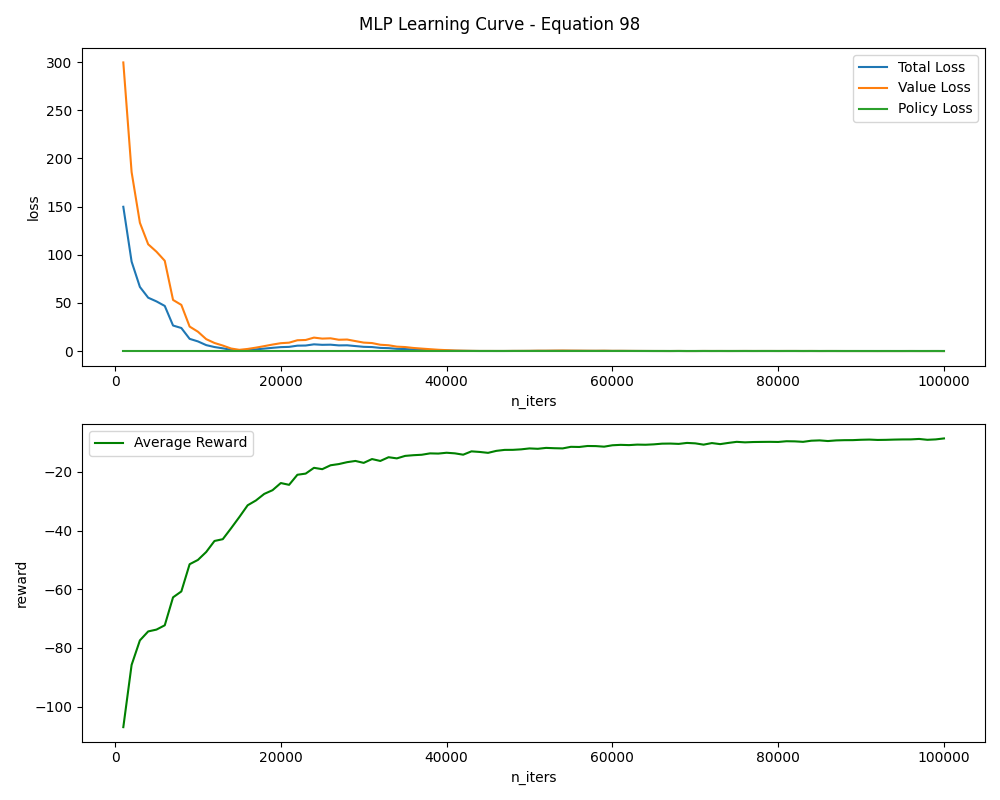 MLP Learning Curve - Equation 98
300
250
200
150
100
50
0
loss
Total Loss
Value Loss
Policy Loss
0 20000 40000 60000 80000 100000
n_iters
Average Reward
−20
−40
−60
−80
−100
reward
0 20000 40000 60000 80000 100000
n_iters